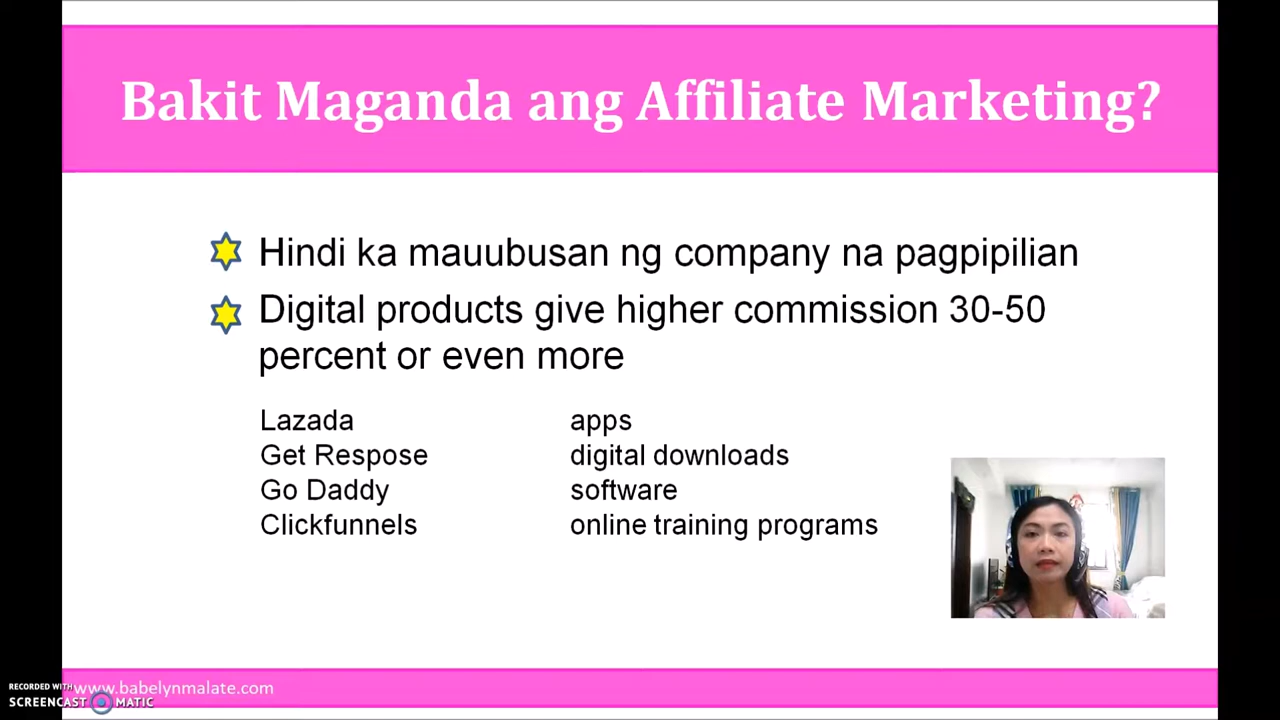 Bakit Maganda ang Affiliate Marketing?
Hindi ka mauubusan ng company na pagpipilian
Digital products give higher commission 30-50
percent or even more
Lazada
Get Respose
Go Daddy
Clickfunnels
apps
digital downloads
software
online training programs
www.babelynmalate.com
RECORDED WITH
SCREENCAST MATIC